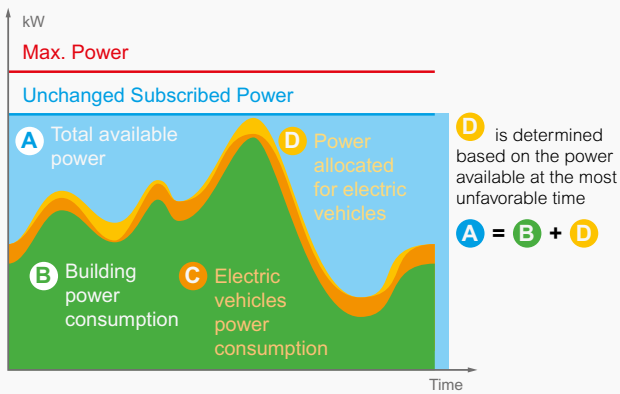 kW
Max. Power
Unchanged Subscribed Power
A Total available
power
D Power
allocated
for electric
vehicles
B Building
power
consumption
C Electric
vehicles
power
consumption
Time
D is determined
based on the power
available at the most
unfavorable time
A = B + D